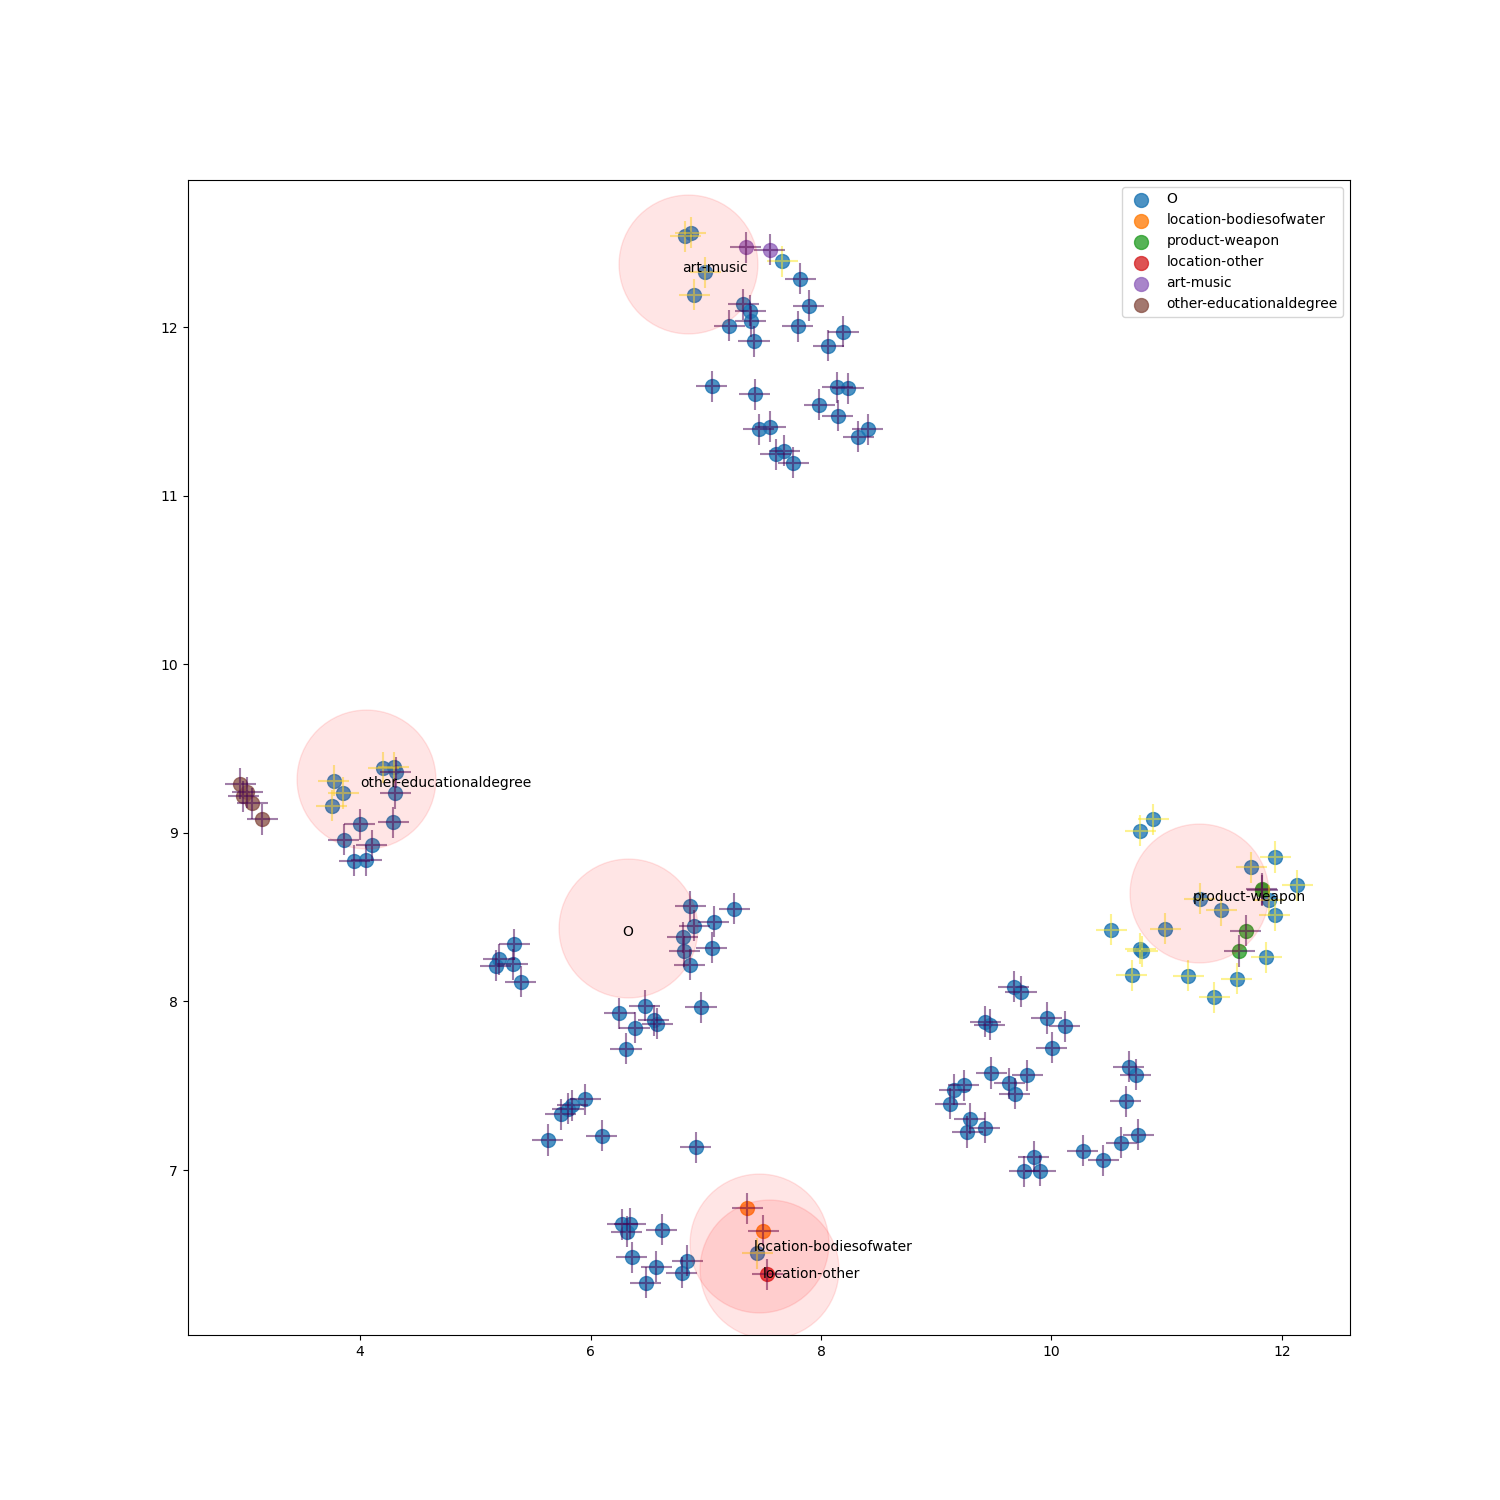 O
location-bodiesofwater
product-weapon
location-other
art-music
other-educationaldegree
art-music
12
11
10
other-educationaldegree
9
product-weapon
O
8
7
location-bodiesofwater
location-other
4
6
8
10
12